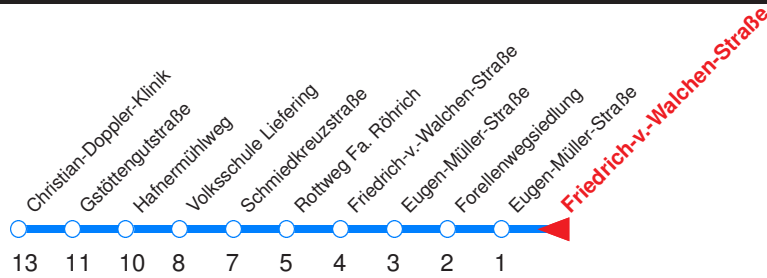 Christian-Doppler-Klinik
Gstöttengutstraße
Hafnermühlweg
Volksschule Liefering
Schmiedkreuzstraße
Rottweg Fa. Röhrich
Friedrich-v.-Walchen-Straße
Eugen-Müller-Straße
Forellenwegsiedlung
Eugen-Müller-Straße
Friedrich-v.-Walchen-Straße
13 11 10 8 7 5 4 3 2 1